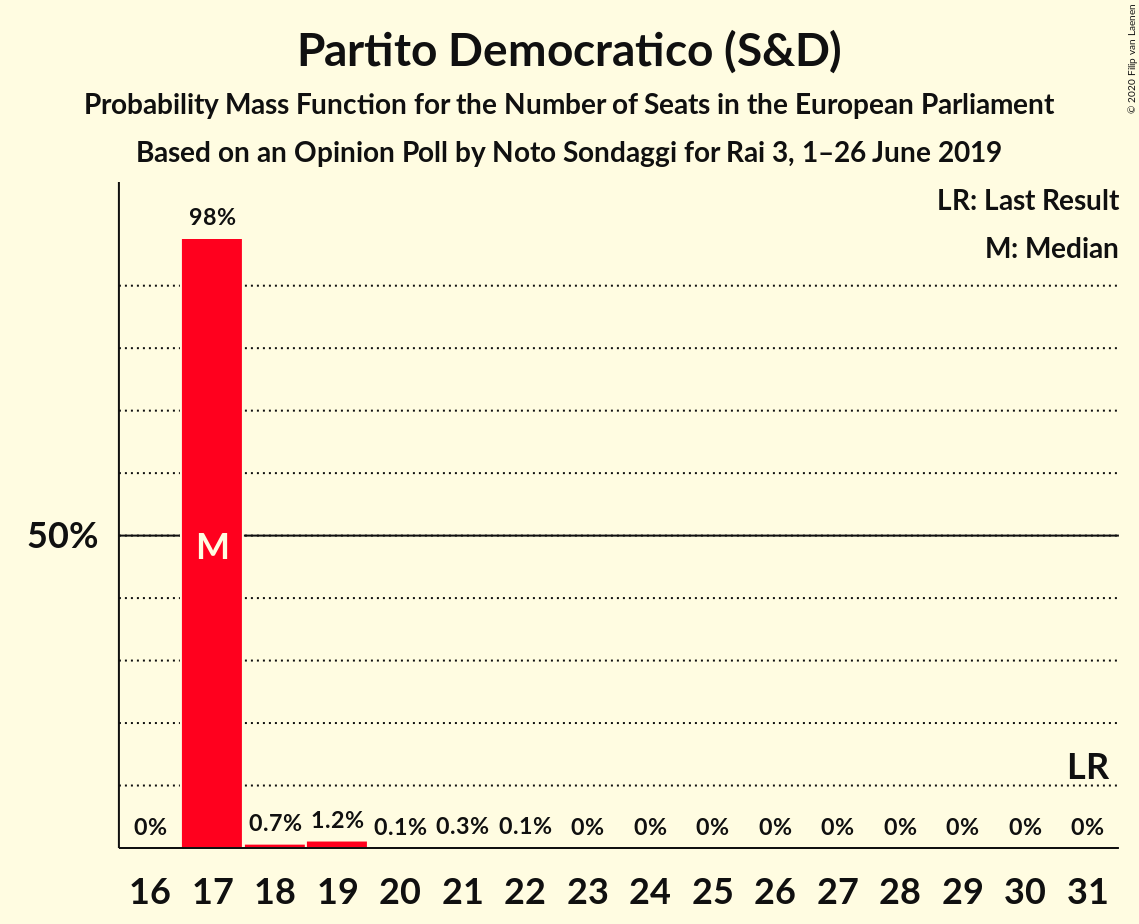 Partito Democratico (S&D)
Probability Mass Function for the Number of Seats in the European Parliament
Based on an Opinion Poll by Noto Sondaggi for Rai 3, 1–26 June 2019
© 2020 Filip van Laenen
LR: Last Result
M: Median
98%
50%
M
LR
0% 0.7% 1.2% 0.1% 0.3% 0.1% 0% 0% 0% 0% 0% 0% 0% 0% 0%
16 17 18 19 20 21 22 23 24 25 26 27 28 29 30 31